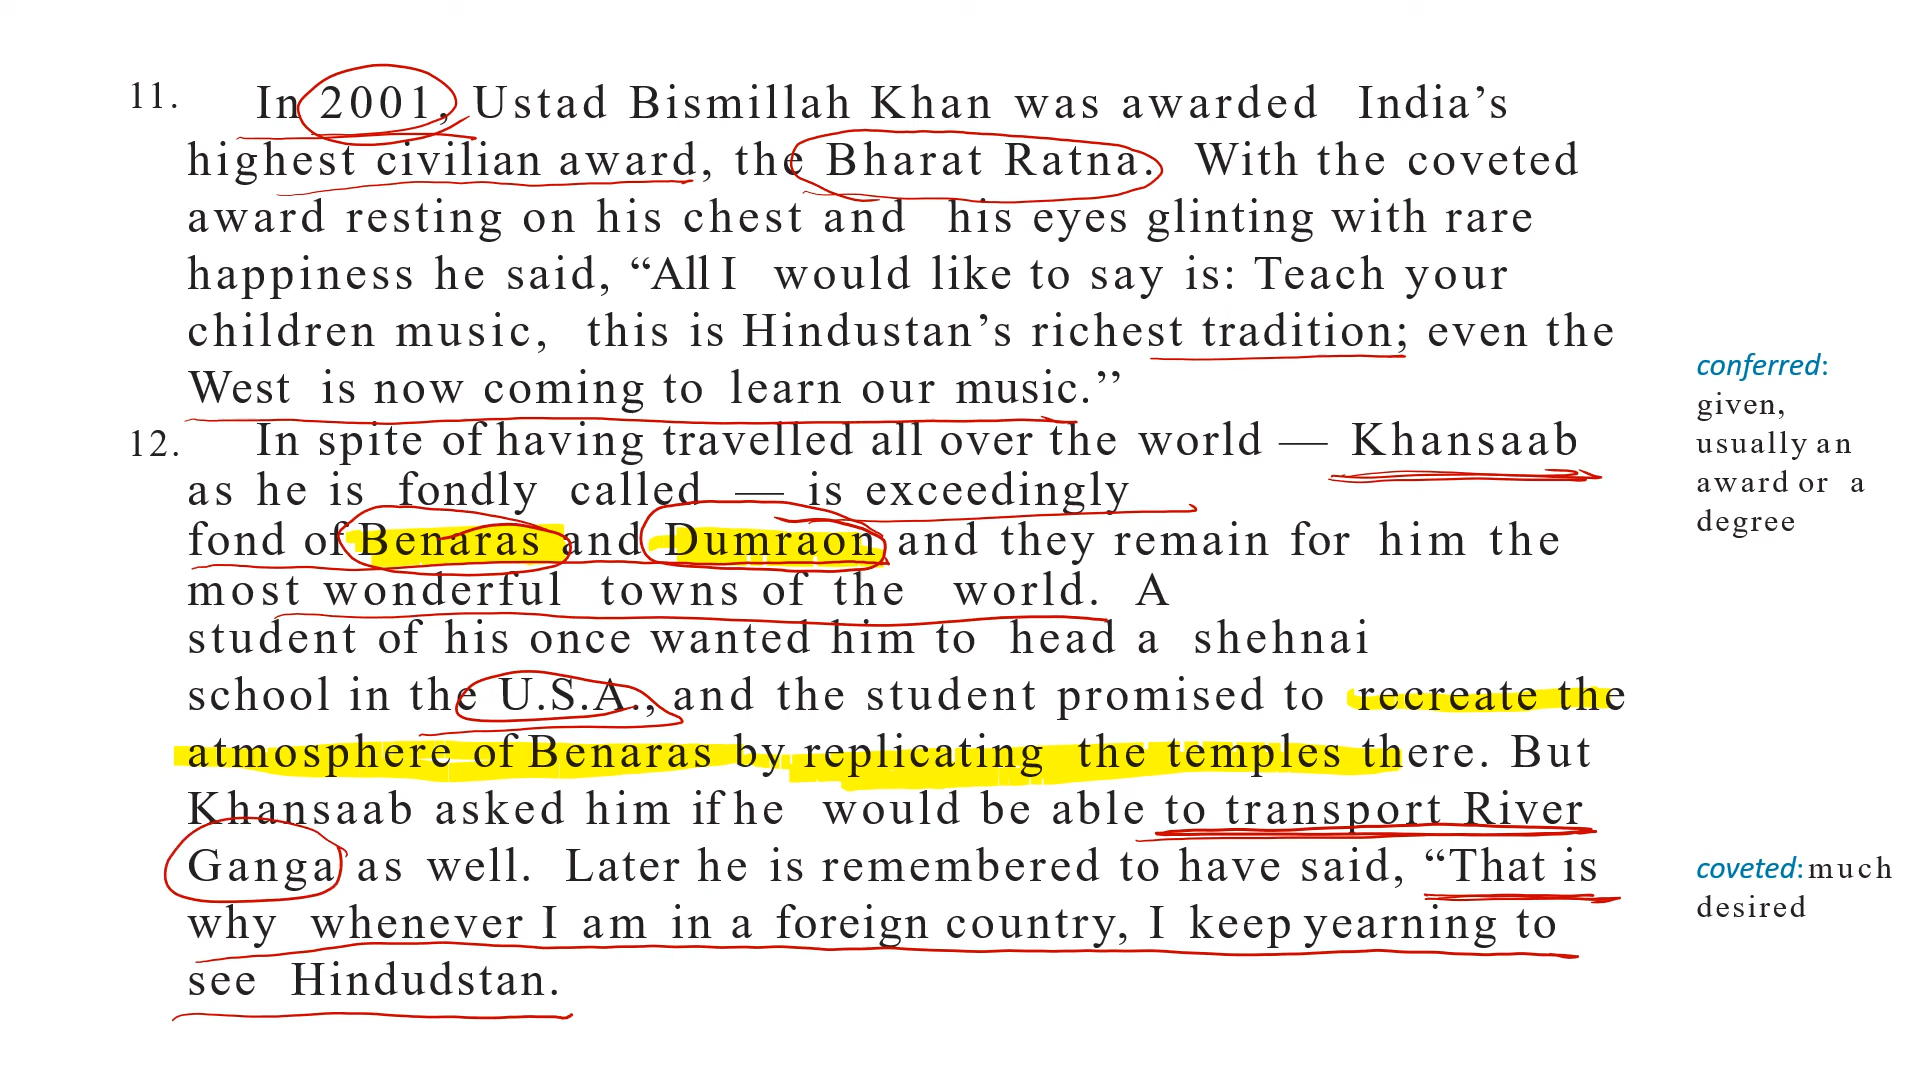 11. In 2001, Ustad Bismillah Khan was awarded India’s
highest civilian award, the Bharat Ratna. With the coveted
award resting on his chest and his eyes glinting with rare
happiness he said, “All I would like to say is: Teach your
children music, this is Hindustan’s richest tradition; even the
West is now coming to learn our music.’’
12. In spite of having travelled all over the world — Khansaab
as he is fondly called — is exceedingly
fond of Benaras and Dumraon and they remain for him the
most wonderful towns of the world. A
student of his once wanted him to head a shehnai
school in the U.S.A., and the student promised to recreate the
atmosphere of Benaras by replicating the temples there. But
Khansaab asked him if he would be able to transport River
Ganga as well. Later he is remembered to have said, “That is
why whenever I am in a foreign country, I keep yearning to
see Hindudstan.
conferred:
given,
usually an
award or a
degree
coveted: much
desired